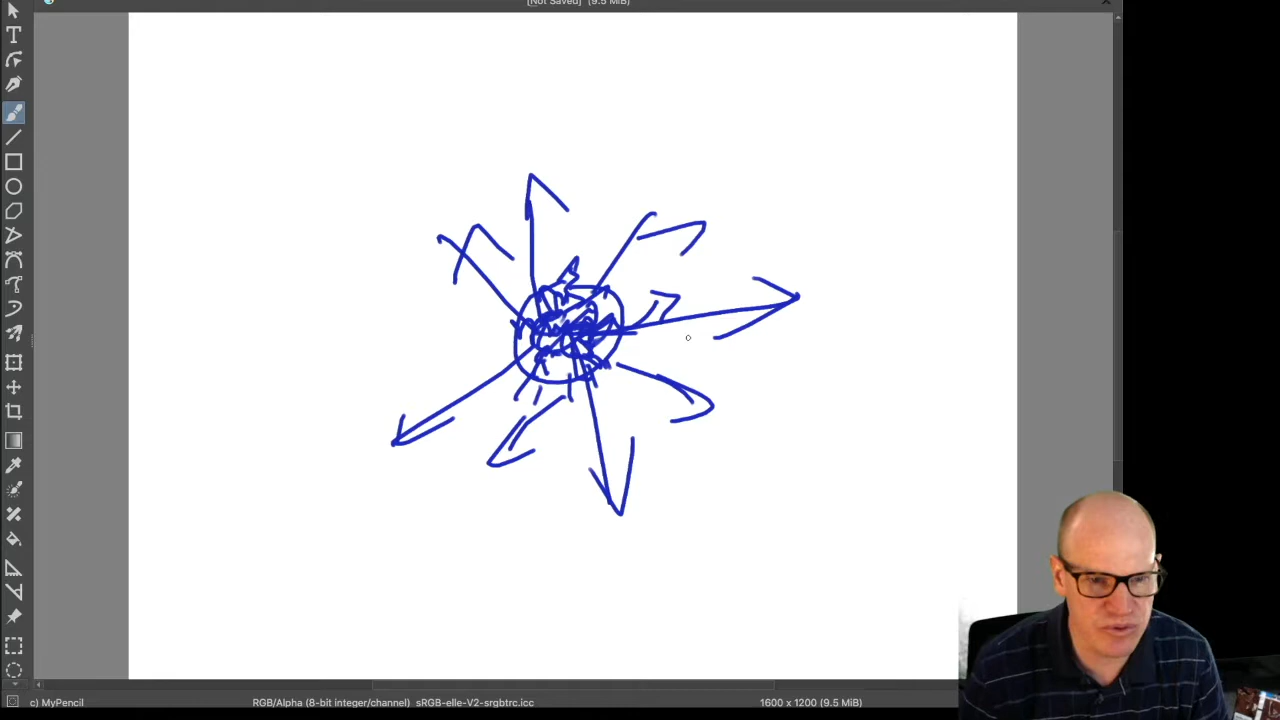 [Not Saved] (9.5 MiB)
T
c) MyPencil
RGB/Alpha (8-bit integer/channel) sRGB-elle-V2-srgbtrc.icc
1600 x 1200 (9.5 MiB)